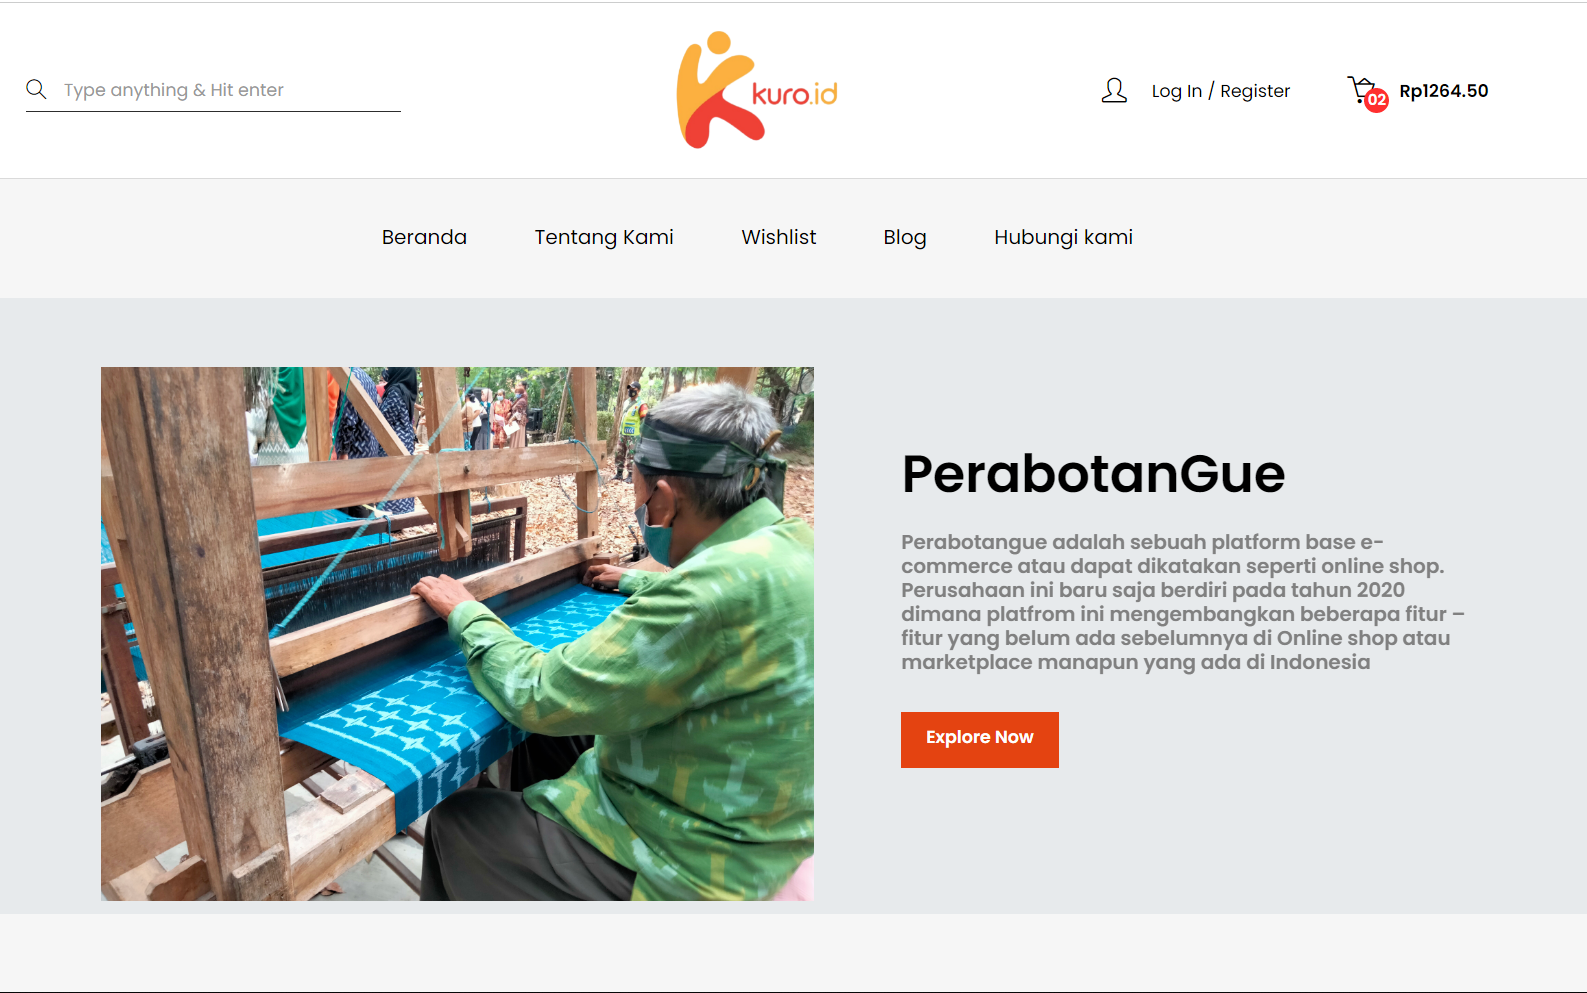 Type anything & Hit enter
kuro.id
Log In / Register
02
Rp1264.50
Beranda
Tentang Kami
Wishlist
Blog
Hubungi kami
PerabotanGue
Perabotangue adalah sebuah platform base e-
commerce atau dapat dikatakan seperti online shop.
Perusahaan ini baru saja berdiri pada tahun 2020
dimana platfrom ini mengembangkan beberapa fitur –
fitur yang belum ada sebelumnya di Online shop atau
marketplace manapun yang ada di Indonesia
Explore Now